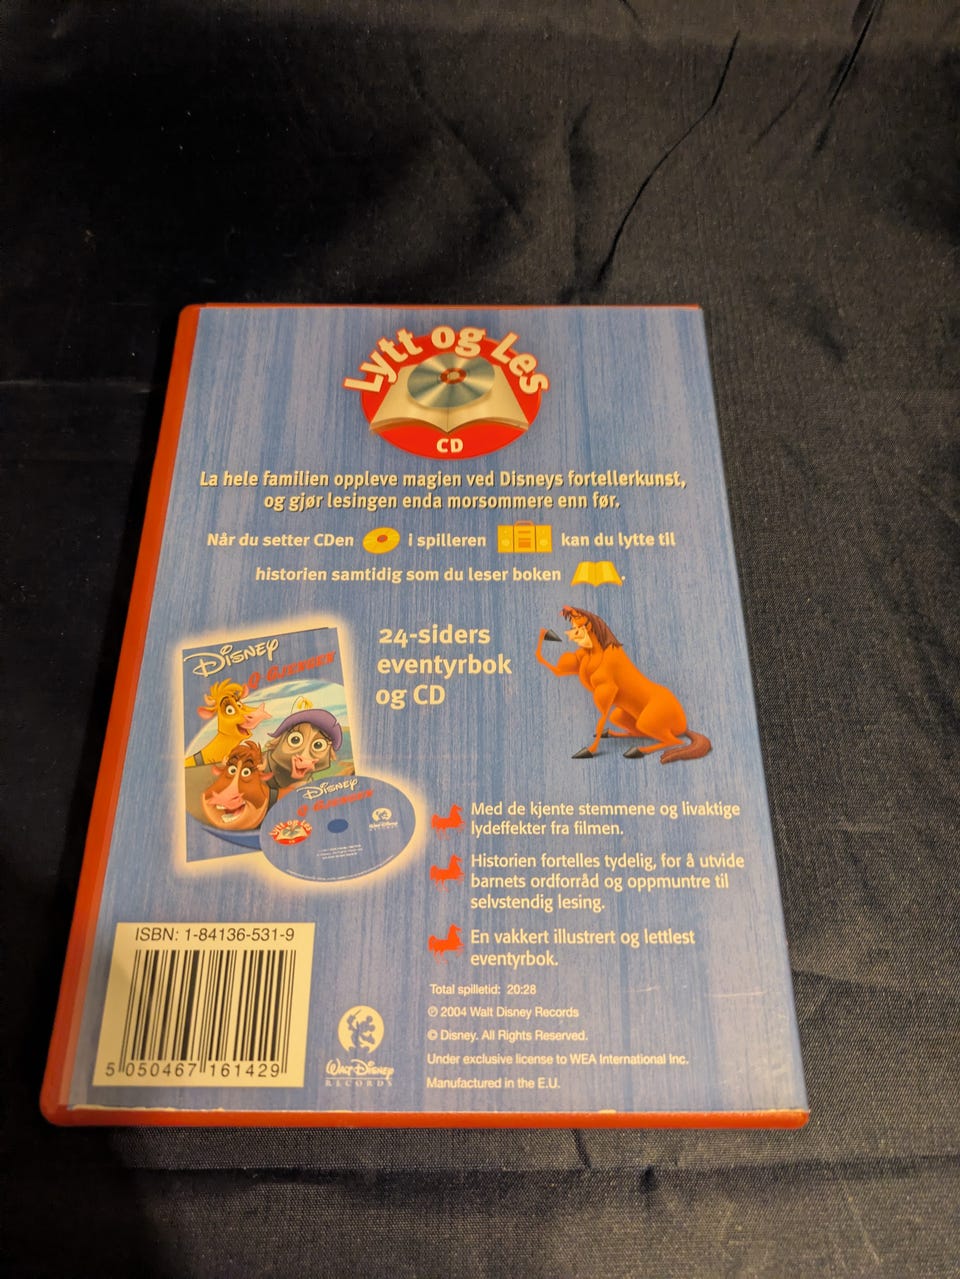 Lytt og Les
CD
La hele familien oppleve magien ved Disneys fortellerkunst,
og gjør lesingen enda morsommere enn før.
Når du setter CDen i spilleren kan du lytte til
historien samtidig som du leser boken .
24-siders
eventyrbok
og CD
Disney
Disney
Lytt og Les
Med de kjente stemmene og livaktige
lydeffekter fra filmen.
Historien fortelles tydelig, for å utvide
barnets ordforråd og oppmuntre til
selvstendig lesing.
En vakkert illustrert og lettlest
eventyrbok.
ISBN: 1-84136-531-9
5 050467 161429
Walt Disney
RECORDS
Total spilletid: 20:28
℗ 2004 Walt Disney Records
© Disney. All Rights Reserved.
Under exclusive license to WEA International Inc.
Manufactured in the E.U.